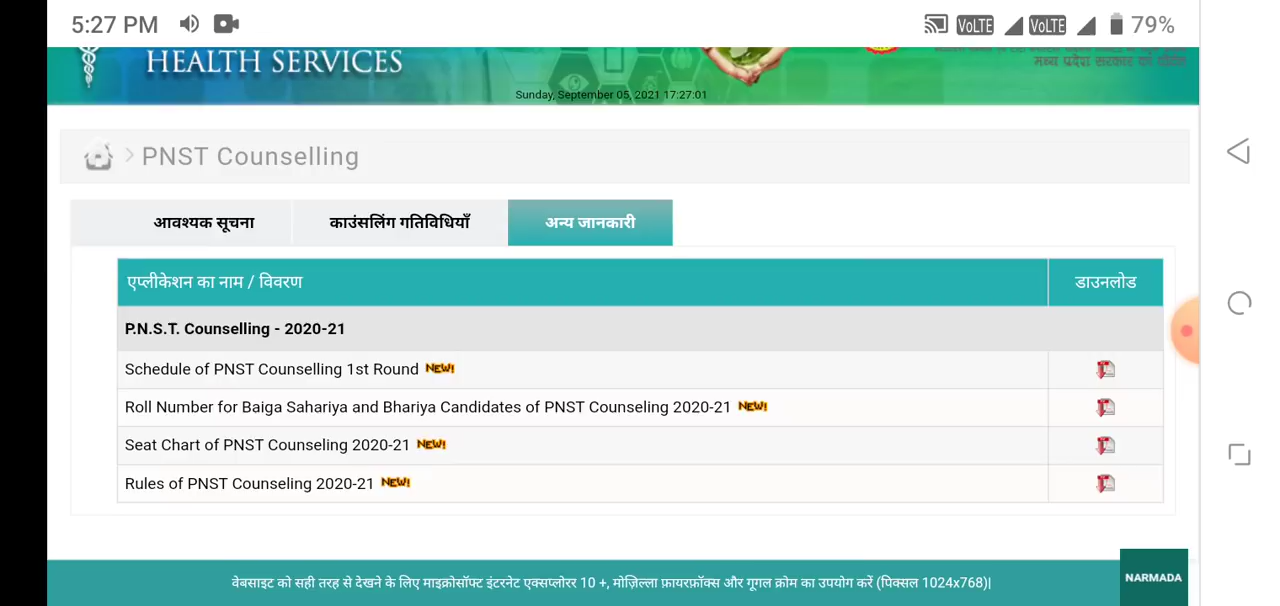 5:27 PM VoLTE VoLTE 79%
HEALTH SERVICES
मध्य प्रदेश सरकार का
Sunday, September 05, 2021 17:27:01
PNST Counselling
आवश्यक सूचना काउंसलिंग गतिविधियाँ अन्य जानकारी
एप्लीकेशन का नाम / विवरण डाउनलोड
P.N.S.T. Counselling - 2020-21
Schedule of PNST Counselling 1st Round NEW!
Roll Number for Baiga Sahariya and Bhariya Candidates of PNST Counseling 2020-21 NEW!
Seat Chart of PNST Counseling 2020-21 NEW!
Rules of PNST Counseling 2020-21 NEW!
वेबसाइट को सही तरह से देखने के लिए माइक्रोसॉफ्ट इंटरनेट एक्सप्लोरर 10 +, मोज़िल्ला फ़ायरफ़ॉक्स और गूगल क्रोम का उपयोग करें (पिक्सल 1024x768)|
NARMADA